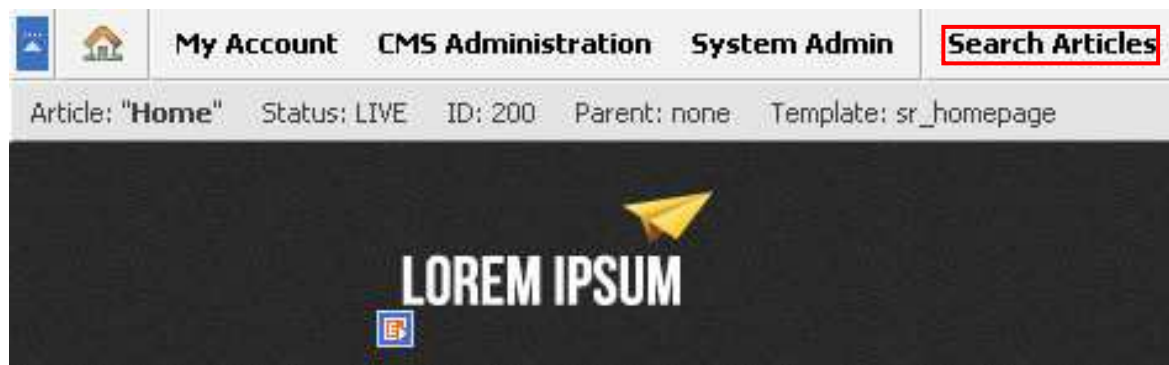 My Account CMS Administration System Admin Search Articles
Article: "Home" Status: LIVE ID: 200 Parent: none Template: sr_homepage
LOREM IPSUM